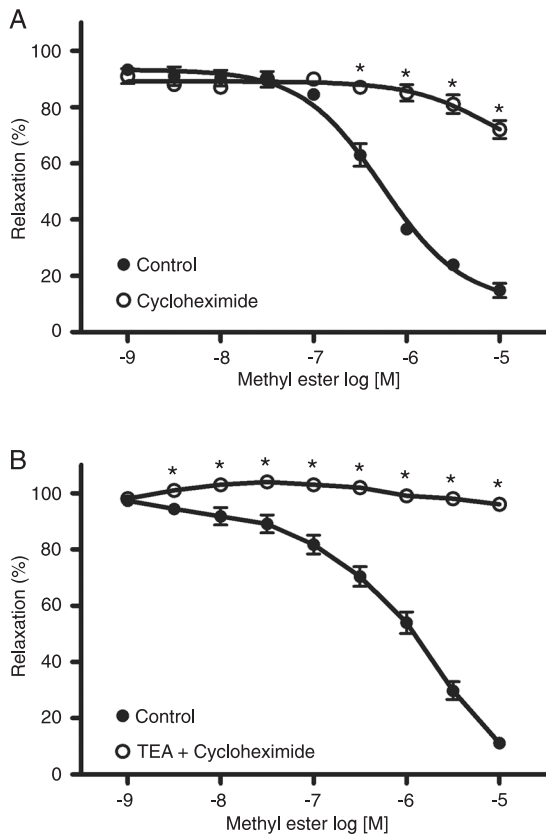 A
100
80
60
40
20
0
Relaxation (%)
* * * *
Control
Cycloheximide
-9 -8 -7 -6 -5
Methyl ester log [M]
B
100
80
60
40
20
0
Relaxation (%)
* * * * * * * *
Control
TEA + Cycloheximide
-9 -8 -7 -6 -5
Methyl ester log [M]